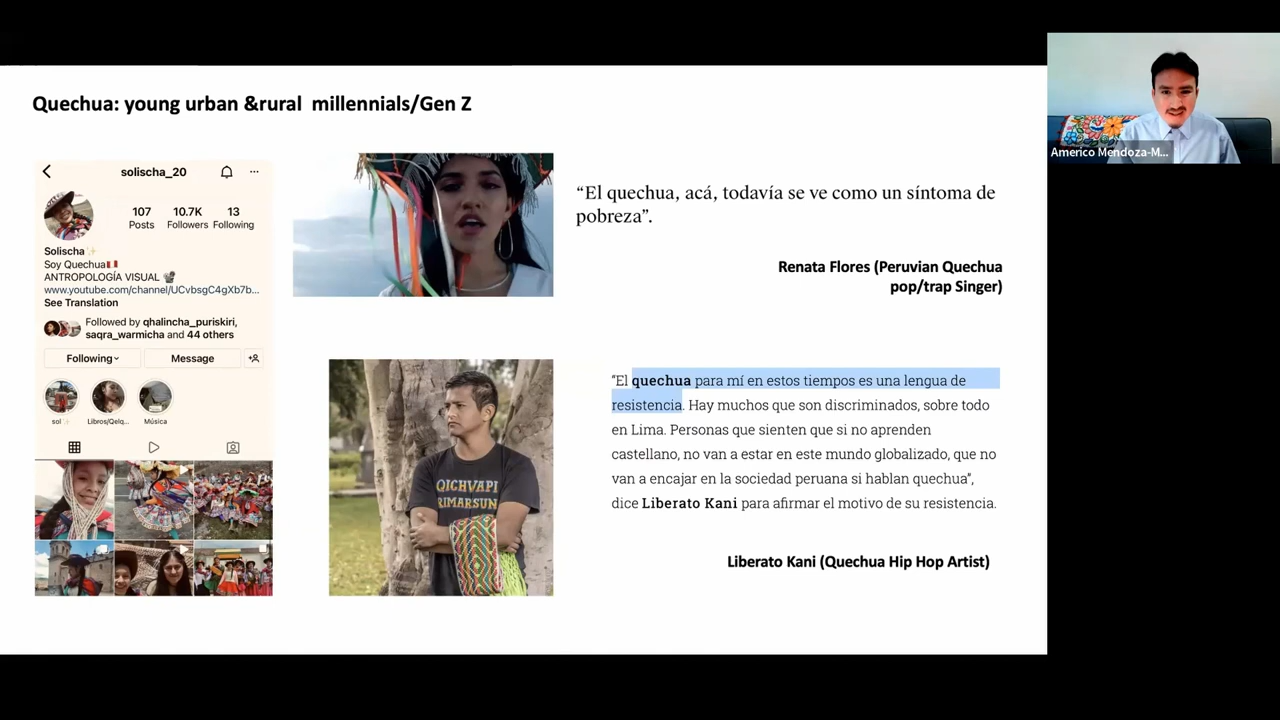 Quechua: young urban &rural millennials/Gen Z
solischa_20
107
10.7K
13
Posts
Followers
Following
Solischa
Soy Quechua
ANTROPOLOGÍA VISUAL
www.youtube.com/channel/UCvbsgC4gXb7b...
See Translation
Followed by qhalincha_puriskiri,
saqra_warmicha and 44 others
Following
Message
sol
Libros/Qelq...
Música
“El quechua, acá, todavía se ve como un síntoma de
pobreza”.
Renata Flores (Peruvian Quechua
pop/trap Singer)
QICHVAPI
RIMARSUN
“El quechua para mí en estos tiempos es una lengua de
resistencia. Hay muchos que son discriminados, sobre todo
en Lima. Personas que sienten que si no aprenden
castellano, no van a estar en este mundo globalizado, que no
van a encajar en la sociedad peruana si hablan quechua”,
dice Liberato Kani para afirmar el motivo de su resistencia.
Liberato Kani (Quechua Hip Hop Artist)
Americo Mendoza-M...